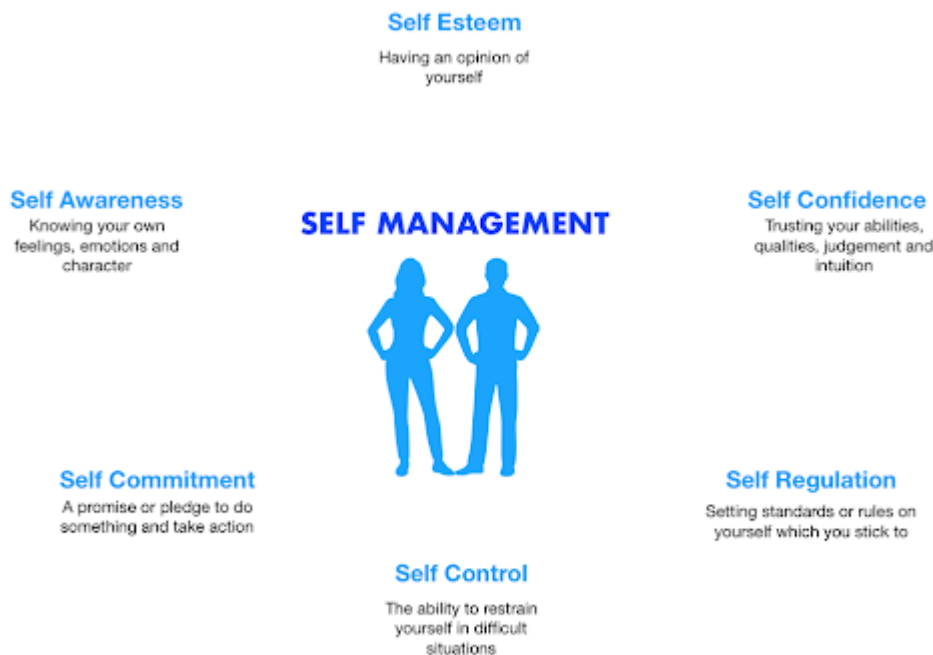 Self Esteem
Having an opinion of
yourself
Self Awareness
Knowing your own
feelings, emotions and
character
SELF MANAGEMENT
Self Confidence
Trusting your abilities,
qualities, judgement and
intuition
Self Commitment
A promise or pledge to do
something and take action
Self Regulation
Setting standards or rules on
yourself which you stick to
Self Control
The ability to restrain
yourself in difficult
situations